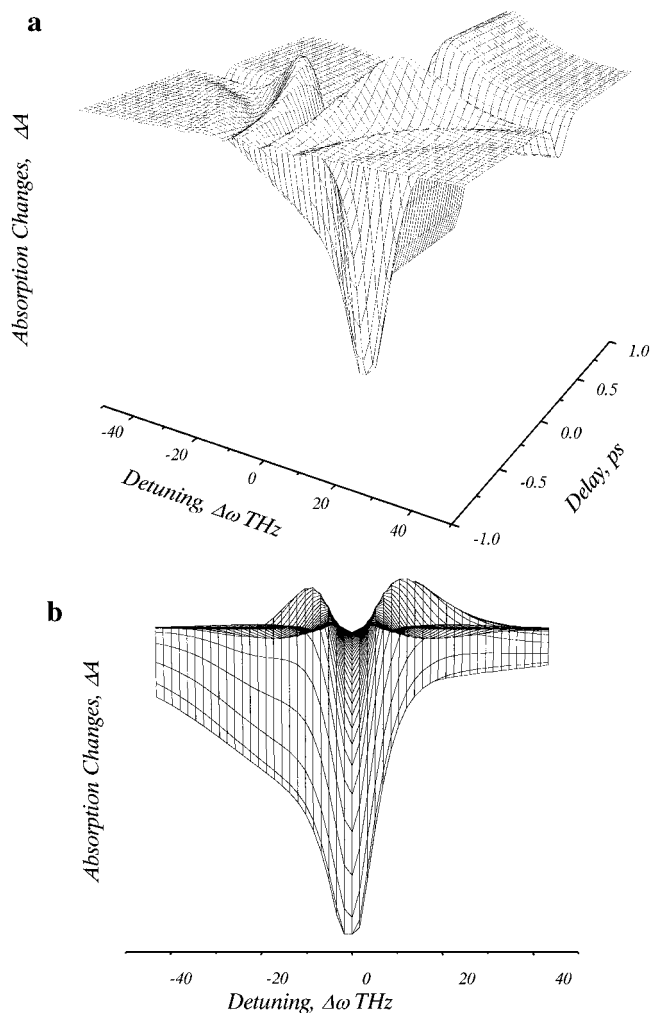 a
Absorption Changes, ΔA
-40
-20
0
20
40
Detuning, Δω THz
1.0
0.5
0.0
-0.5
-1.0
Delay, ps
b
Absorption Changes, ΔA
-40
-20
0
20
40
Detuning, Δω THz